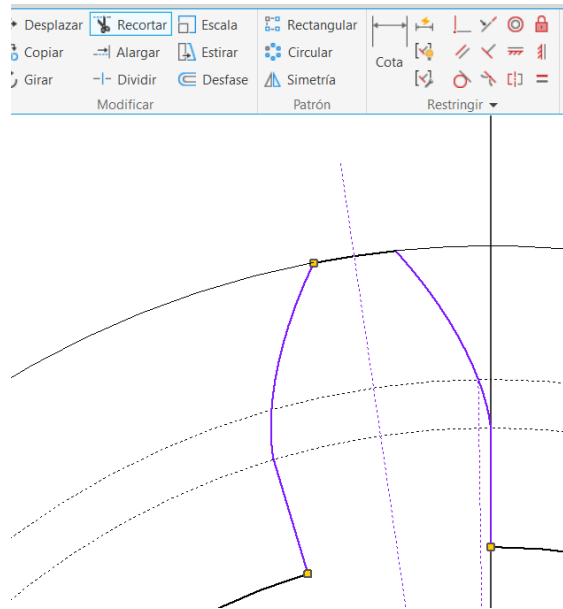 Desplazar Recortar Escala Rectangular
Copiar Alargar Estirar Circular Cota
Girar Dividir Desfase Simetría
Modificar Patrón Restringir